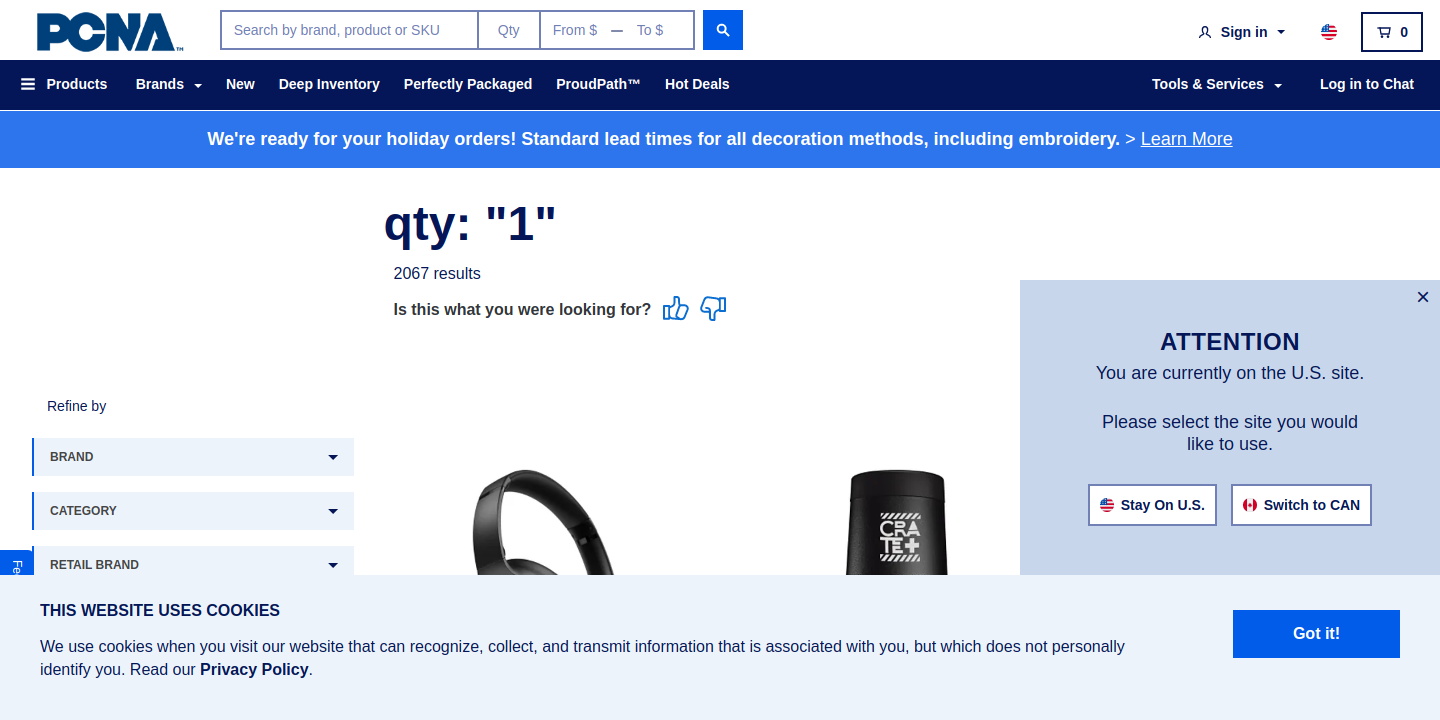 PCNA™
Search by brand, product or SKU
Qty
From $ — To $
Sign in
0
Products
Brands
New
Deep Inventory
Perfectly Packaged
ProudPath™
Hot Deals
Tools & Services
Log in to Chat
We're ready for your holiday orders! Standard lead times for all decoration methods, including embroidery. > Learn More
qty: "1"
2067 results
Is this what you were looking for?
×
ATTENTION
You are currently on the U.S. site.
Please select the site you would
like to use.
Stay On U.S.
Switch to CAN
Refine by
BRAND
CATEGORY
RETAIL BRAND
CRA
TE+
Fe
THIS WEBSITE USES COOKIES
We use cookies when you visit our website that can recognize, collect, and transmit information that is associated with you, but which does not personally
identify you. Read our Privacy Policy.
Got it!